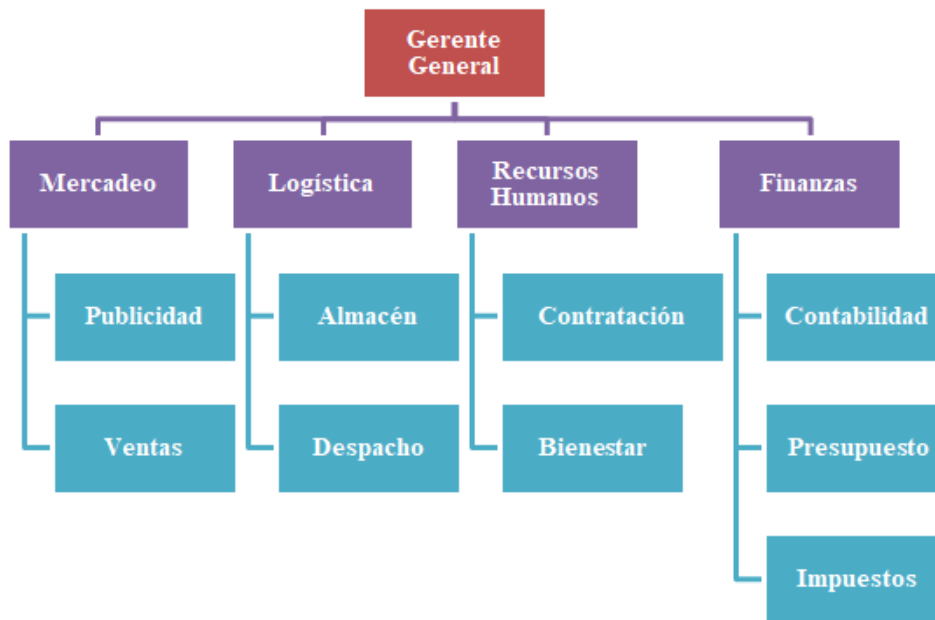 Gerente
General
Mercadeo
Logística
Recursos
Humanos
Finanzas
Publicidad
Almacén
Contratación
Contabilidad
Ventas
Despacho
Bienestar
Presupuesto
Impuestos